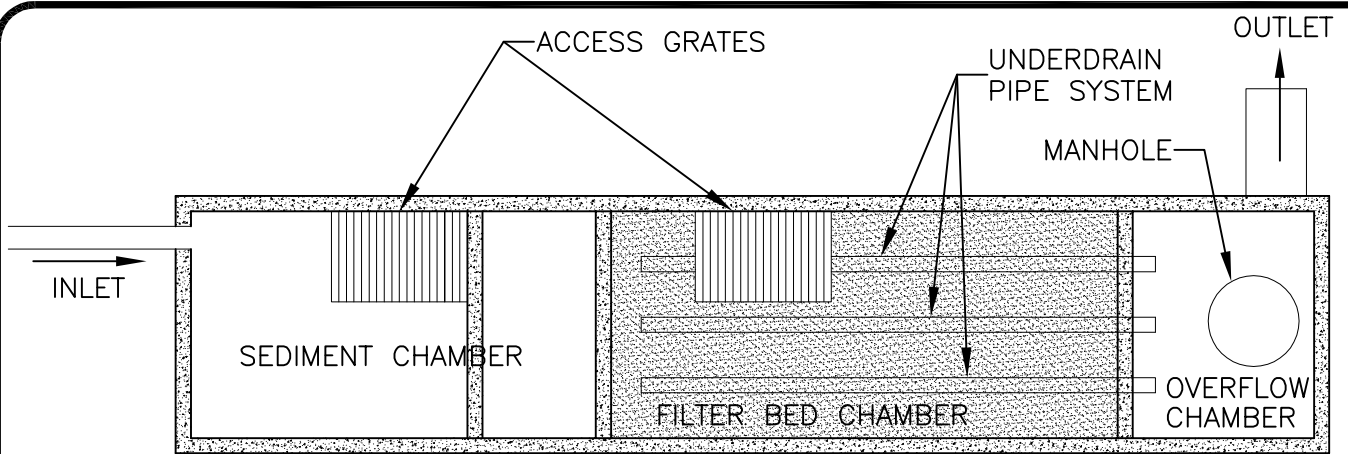 ACCESS GRATES
OUTLET
UNDERDRAIN
PIPE SYSTEM
MANHOLE
INLET
SEDIMENT CHAMBER
FILTER BED CHAMBER
OVERFLOW
CHAMBER